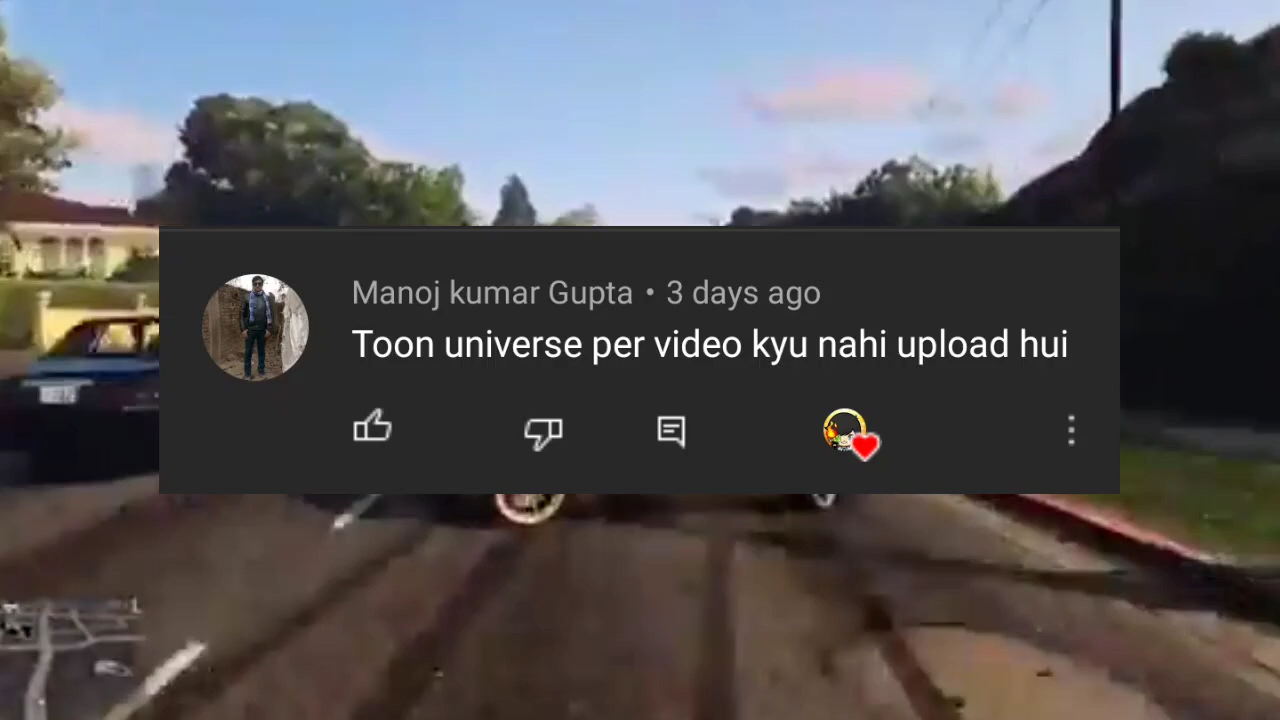 Manoj kumar Gupta • 3 days ago
Toon universe per video kyu nahi upload hui